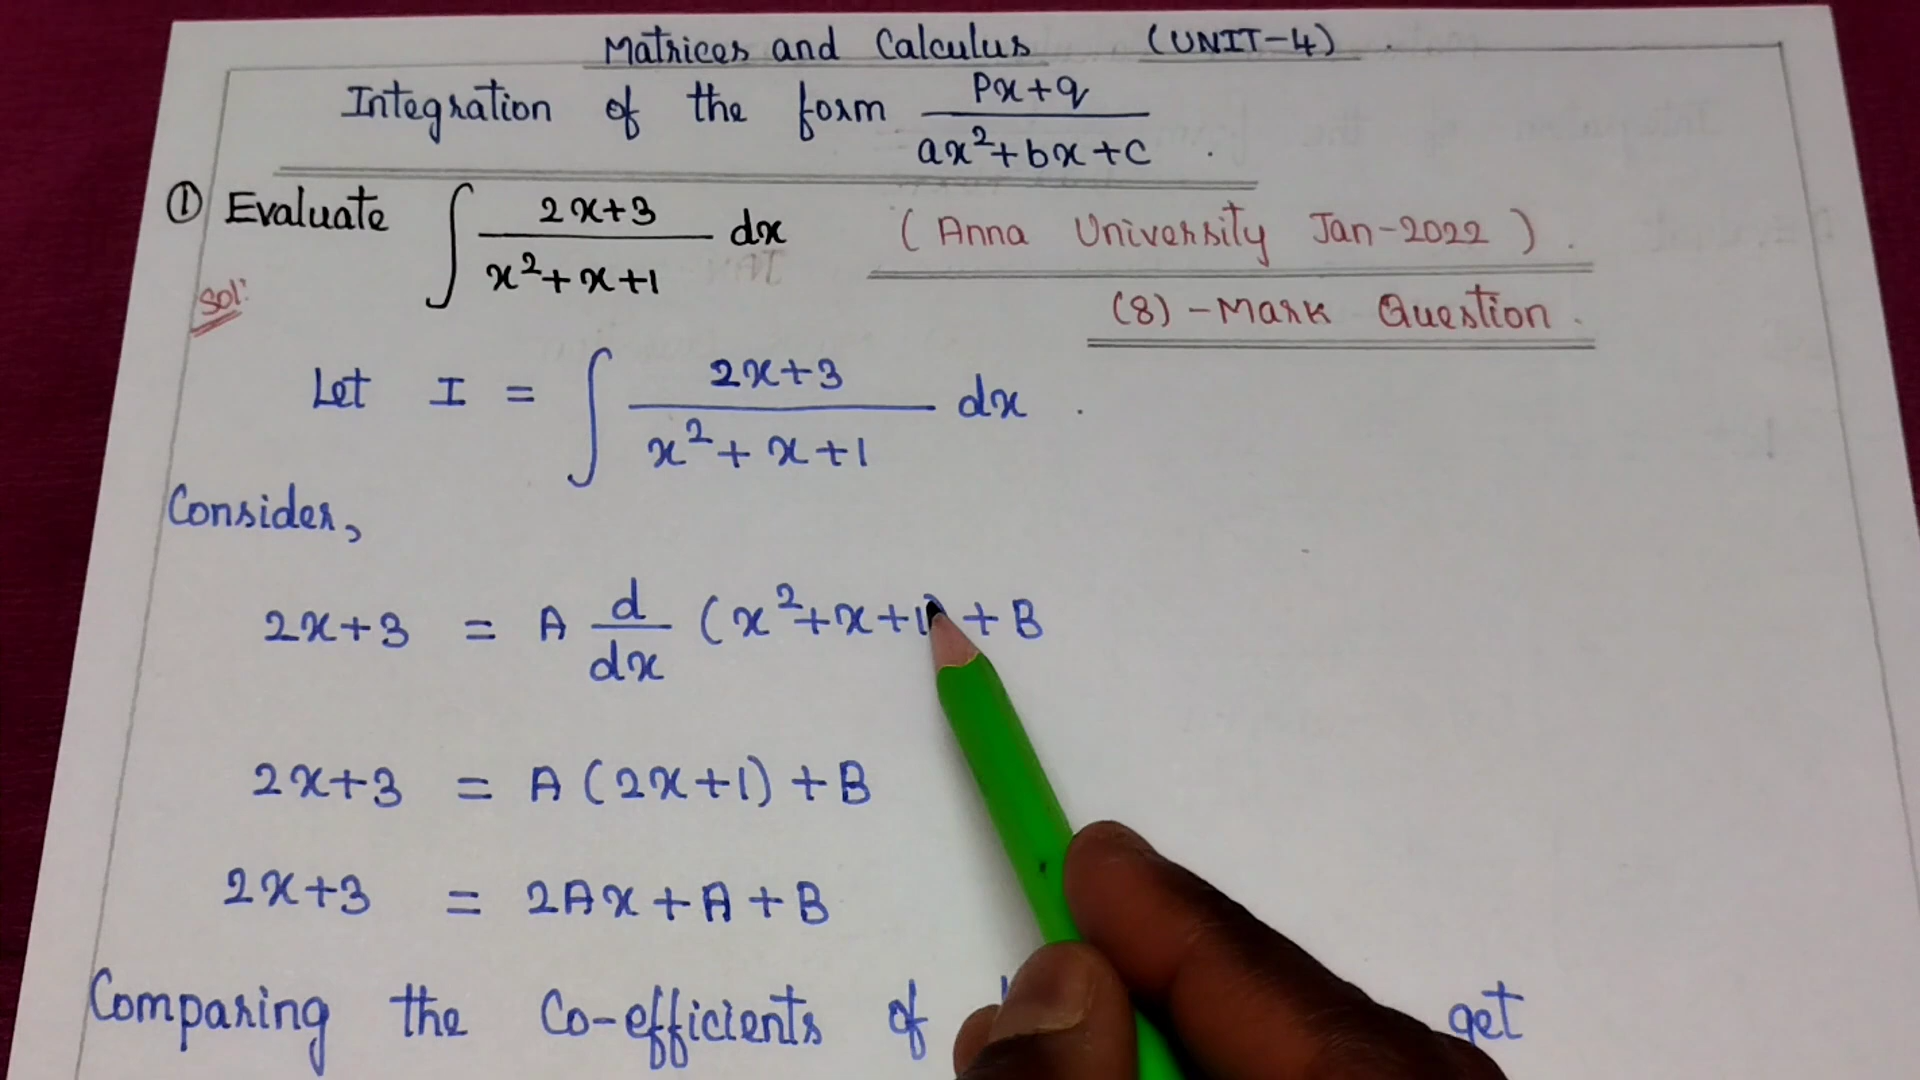 Matrices and Calculus (UNIT-4).
Integration of the form Px+q / ax²+bx+c.
① Evaluate ∫ 2x+3 / x²+x+1 dx (Anna University Jan-2022).
Sol: (8)-Mark Question.
Let I = ∫ 2x+3 / x²+x+1 dx.
Consider,
2x+3 = A d/dx (x²+x+1) + B
2x+3 = A(2x+1)+B
2x+3 = 2Ax+A+B
Comparing the Co-efficients of get